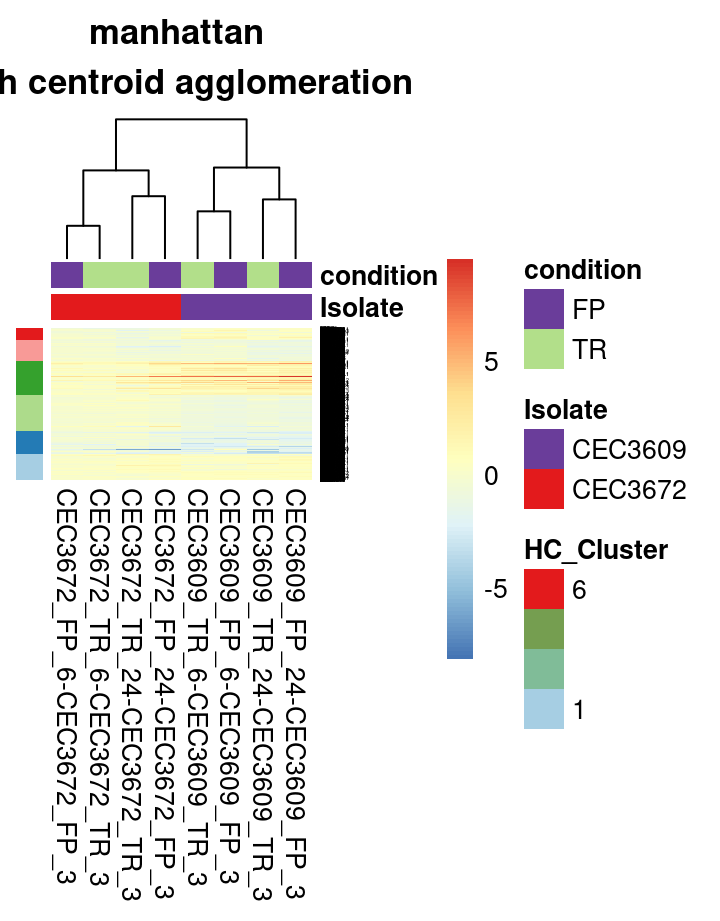 manhattan
h centroid agglomeration
condition
Isolate
5
0
-5
condition
FP
TR
Isolate
CEC3609
CEC3672
HC_Cluster
6
1
CEC3672_FP_6-CEC3672_FP_3
CEC3672_TR_6-CEC3672_TR_3
CEC3672_TR_24-CEC3672_TR_3
CEC3672_FP_24-CEC3672_FP_3
CEC3609_TR_6-CEC3609_TR_3
CEC3609_FP_6-CEC3609_FP_3
CEC3609_TR_24-CEC3609_TR_3
CEC3609_FP_24-CEC3609_FP_3